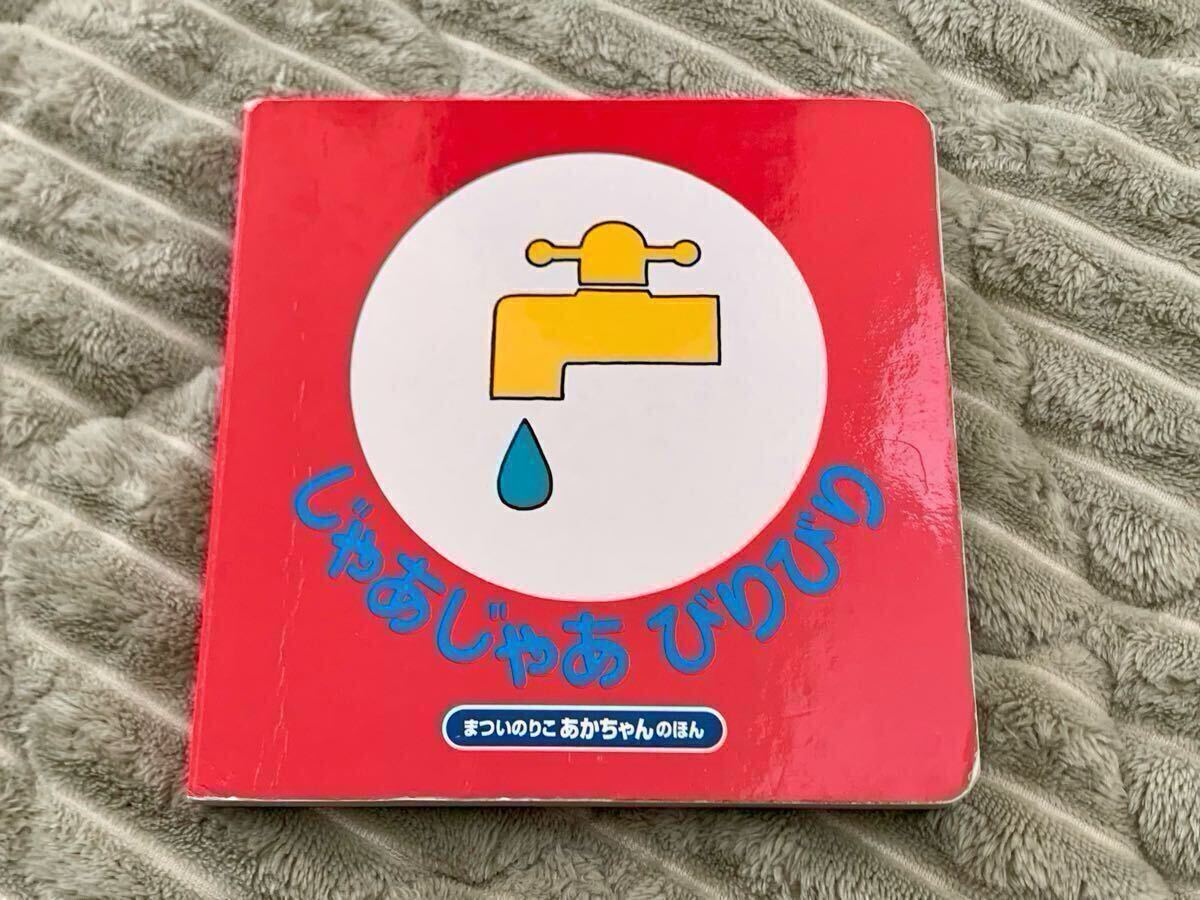 じゃあじゃあ びりびり
まついのりこ あかちゃんのほん